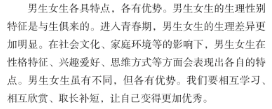 男生女生各具特点，各有优势。男生女生的生理性别
特征是与生俱来的。进入青春期，男生女生的生理差异更
加明显。在社会文化、家庭环境等的影响下，男生女生在
性格特征、兴趣爱好、思维方式等方面会表现出各自的特
点。男生女生虽有不同，但各有优势。我们要相互学习、
相互欣赏、取长补短，让自己变得更加优秀。